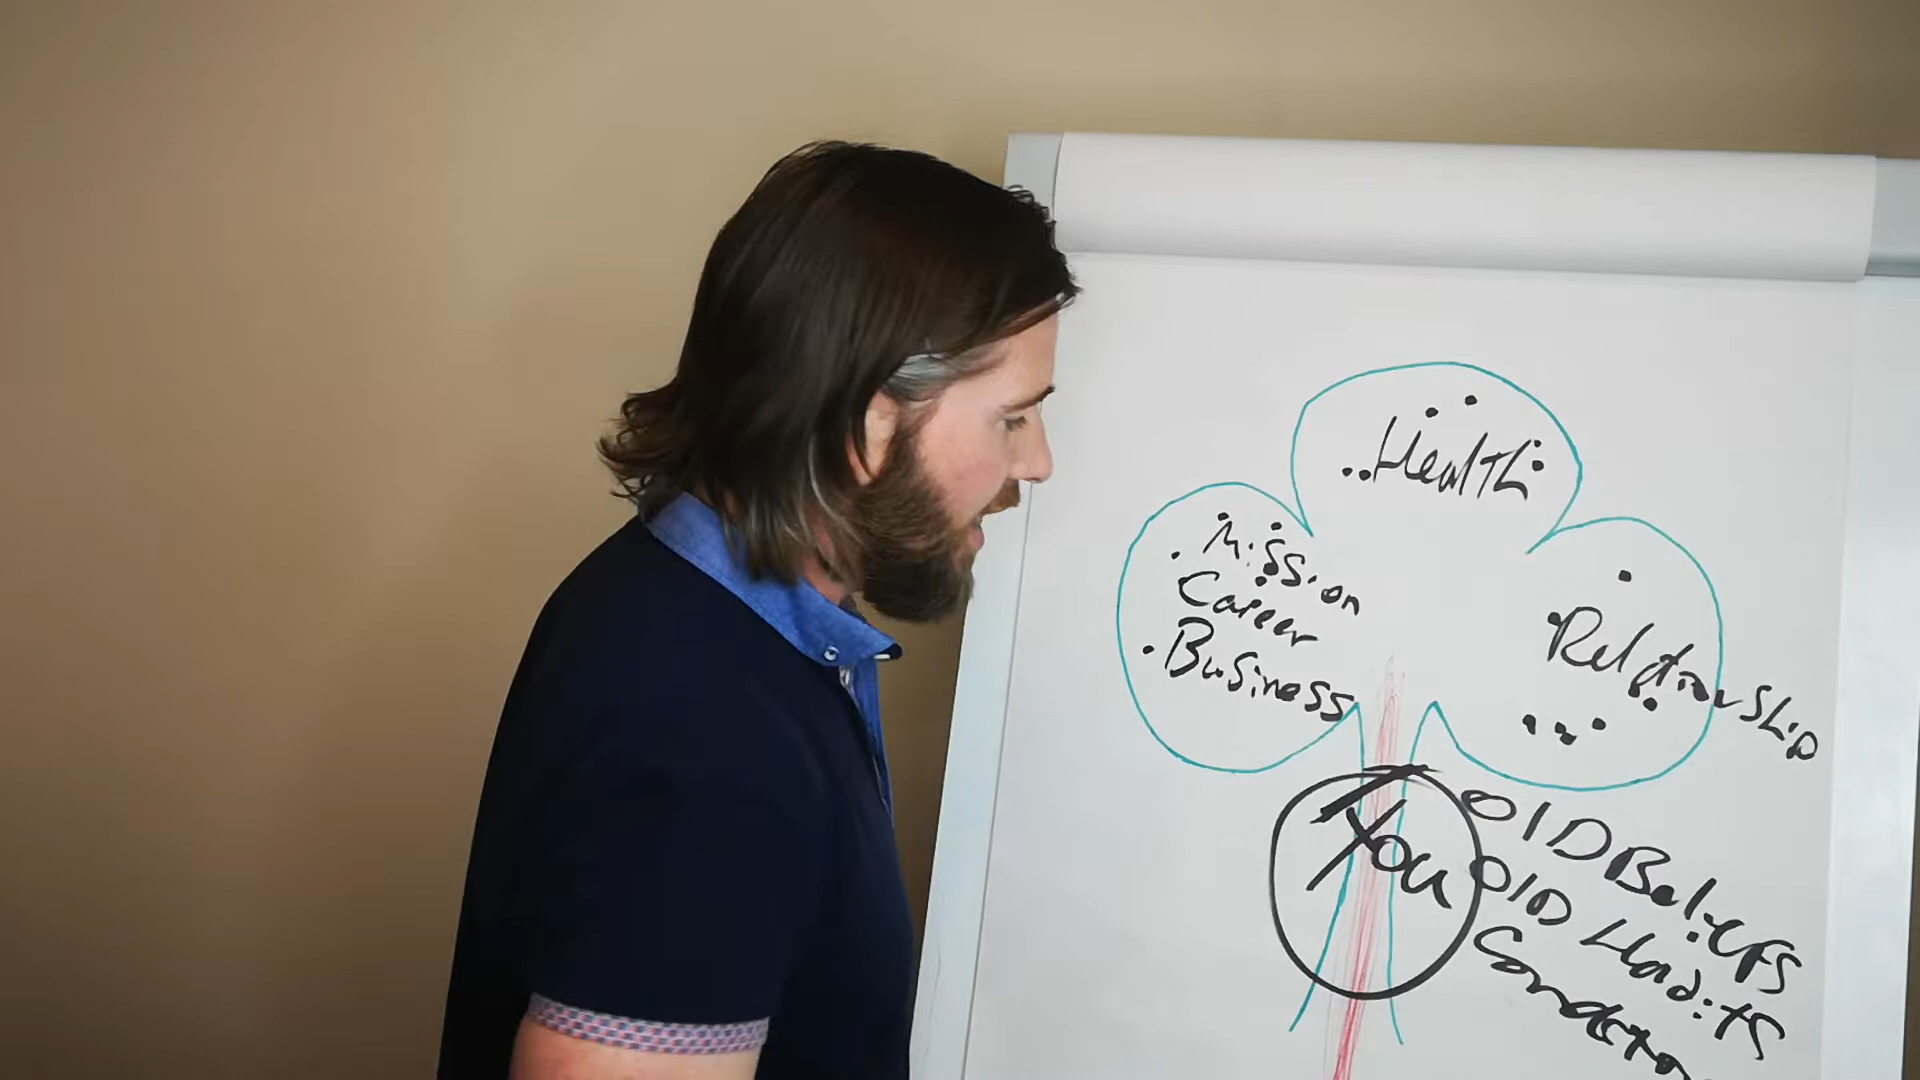 Health
Mission
Career
Business
Relationship
You
OlD BeliefS
OlD Habits